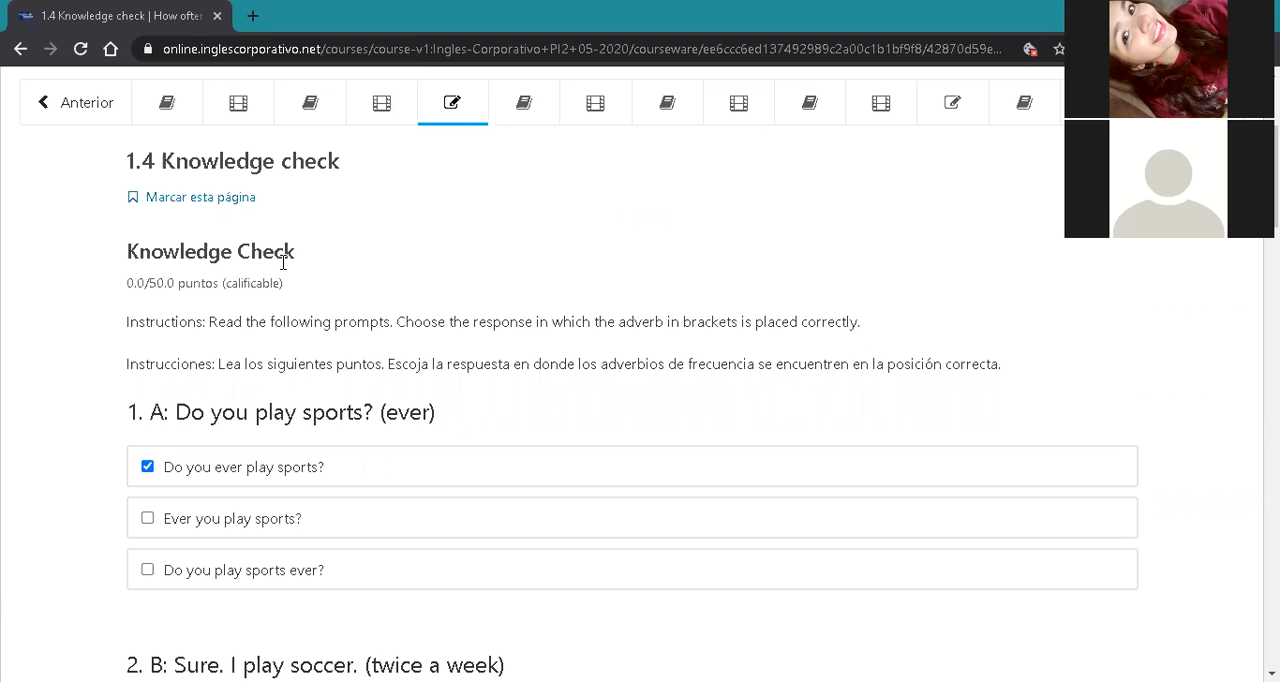 1.4 Knowledge check | How ofte
online.inglescorporativo.net/courses/course-v1:Ingles-Corporativo+PI2+05-2020/courseware/ee6ccc6ed137492989c2a00c1b1bf9f8/42870d59e...
Anterior
1.4 Knowledge check
Marcar esta página
Knowledge Check
0.0/50.0 puntos (calificable)
Instructions: Read the following prompts. Choose the response in which the adverb in brackets is placed correctly.
Instrucciones: Lea los siguientes puntos. Escoja la respuesta en donde los adverbios de frecuencia se encuentren en la posición correcta.
1. A: Do you play sports? (ever)
Do you ever play sports?
Ever you play sports?
Do you play sports ever?
2. B: Sure. I play soccer. (twice a week)